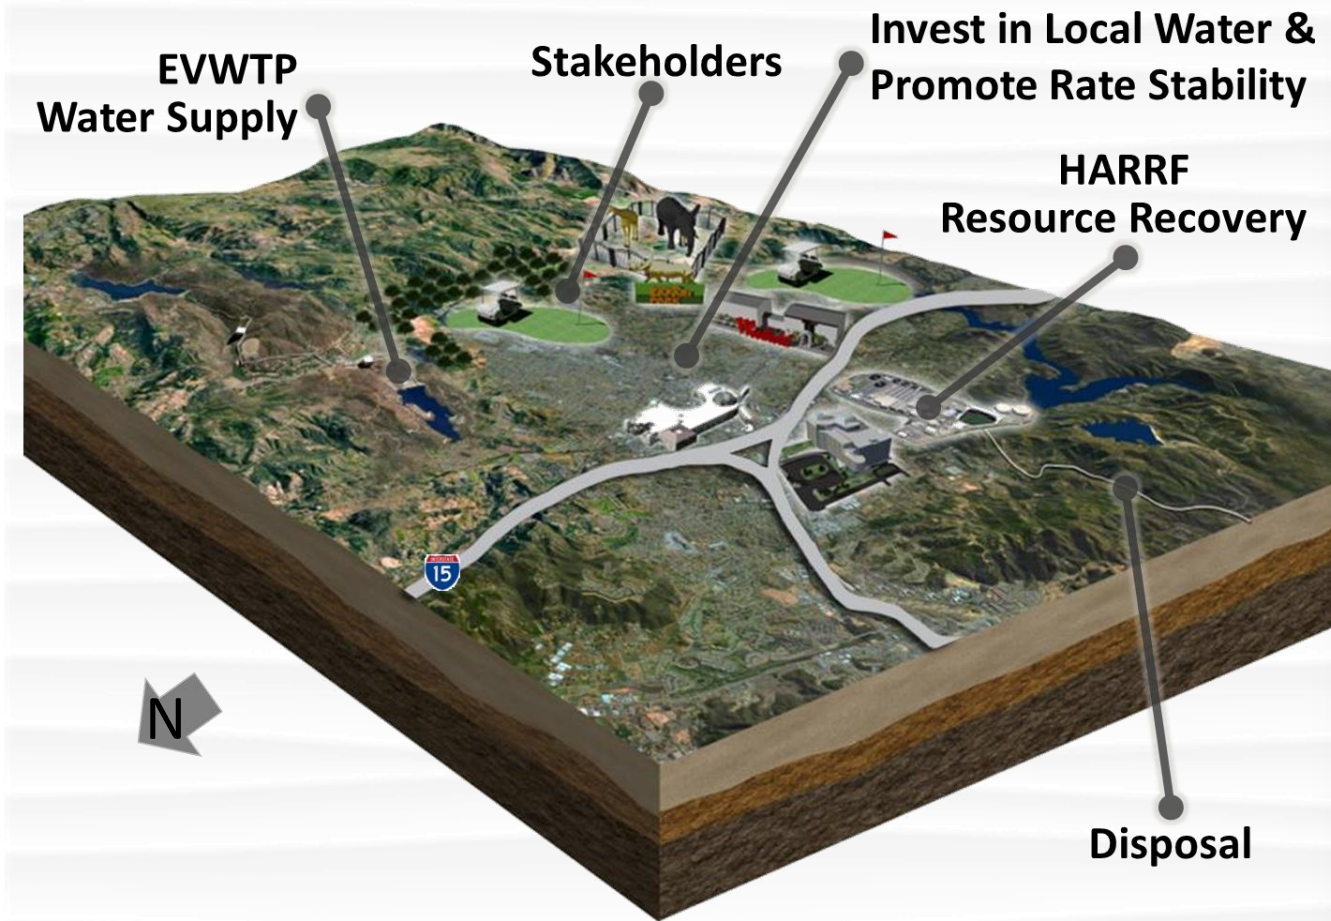 EVWTP
Water Supply
Stakeholders
Invest in Local Water &
Promote Rate Stability
HARRF
Resource Recovery
15
N
Disposal